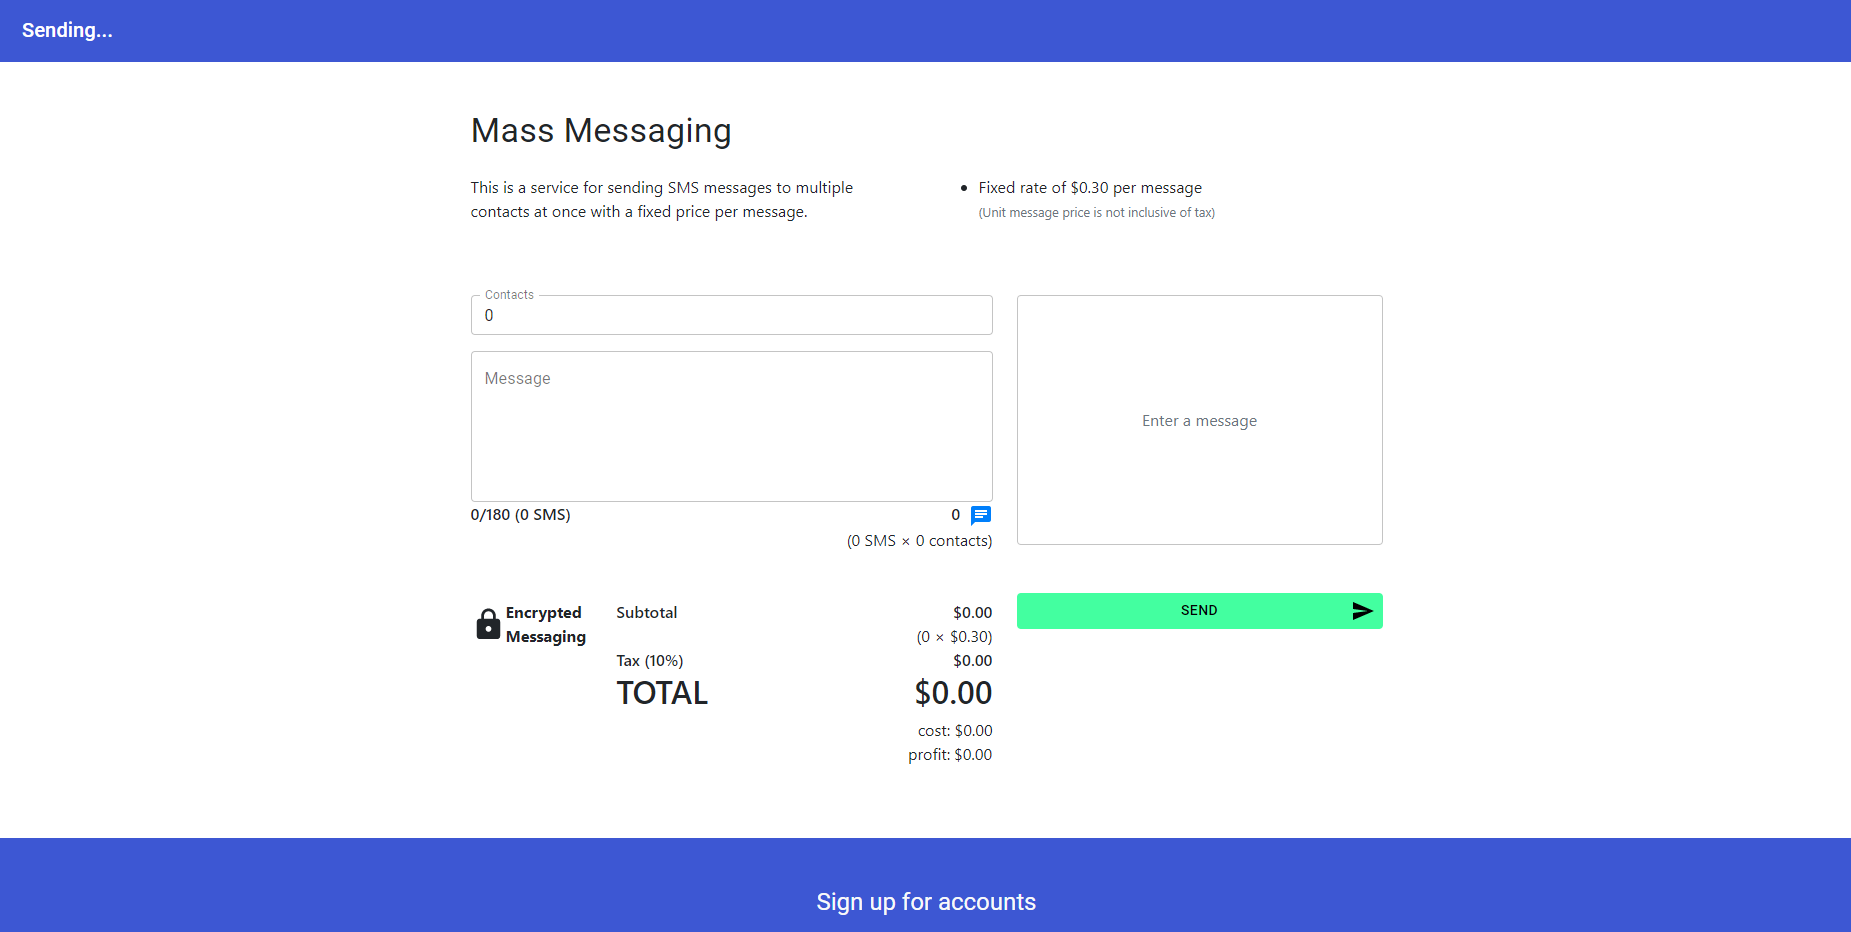 Sending...
Mass Messaging
This is a service for sending SMS messages to multiple
contacts at once with a fixed price per message.
• Fixed rate of $0.30 per message
(Unit message price is not inclusive of tax)
Contacts
0
Message
Enter a message
0/180 (0 SMS)
0
(0 SMS × 0 contacts)
Encrypted
Messaging
Subtotal
$0.00
(0 × $0.30)
Tax (10%)
$0.00
TOTAL
$0.00
cost: $0.00
profit: $0.00
SEND
Sign up for accounts